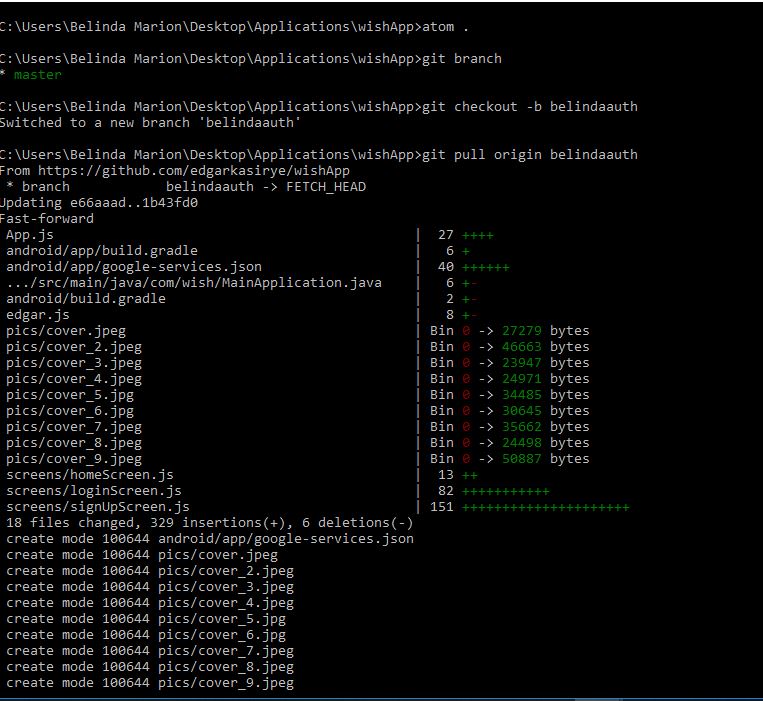 C:\Users\Belinda Marion\Desktop\Applications\wishApp>atom .
C:\Users\Belinda Marion\Desktop\Applications\wishApp>git branch
* master
C:\Users\Belinda Marion\Desktop\Applications\wishApp>git checkout -b belindaauth
Switched to a new branch 'belindaauth'
C:\Users\Belinda Marion\Desktop\Applications\wishApp>git pull origin belindaauth
From https://github.com/edgarkasirye/wishApp
* branch belindaauth -> FETCH_HEAD
Updating e66aaad..1b43fd0
Fast-forward
App.js | 27 ++++
android/app/build.gradle | 6 +
android/app/google-services.json | 40 ++++++
.../src/main/java/com/wish/MainApplication.java | 6 +-
android/build.gradle | 2 +-
edgar.js | 8 +-
pics/cover.jpeg | Bin 0 -> 27279 bytes
pics/cover_2.jpeg | Bin 0 -> 46663 bytes
pics/cover_3.jpeg | Bin 0 -> 23947 bytes
pics/cover_4.jpeg | Bin 0 -> 24971 bytes
pics/cover_5.jpg | Bin 0 -> 34485 bytes
pics/cover_6.jpg | Bin 0 -> 30645 bytes
pics/cover_7.jpeg | Bin 0 -> 35662 bytes
pics/cover_8.jpeg | Bin 0 -> 24498 bytes
pics/cover_9.jpeg | Bin 0 -> 50887 bytes
screens/homeScreen.js | 13 ++
screens/loginScreen.js | 82 +++++++++++
screens/signUpScreen.js | 151 +++++++++++++++++++++
18 files changed, 329 insertions(+), 6 deletions(-)
create mode 100644 android/app/google-services.json
create mode 100644 pics/cover.jpeg
create mode 100644 pics/cover_2.jpeg
create mode 100644 pics/cover_3.jpeg
create mode 100644 pics/cover_4.jpeg
create mode 100644 pics/cover_5.jpg
create mode 100644 pics/cover_6.jpg
create mode 100644 pics/cover_7.jpeg
create mode 100644 pics/cover_8.jpeg
create mode 100644 pics/cover_9.jpeg